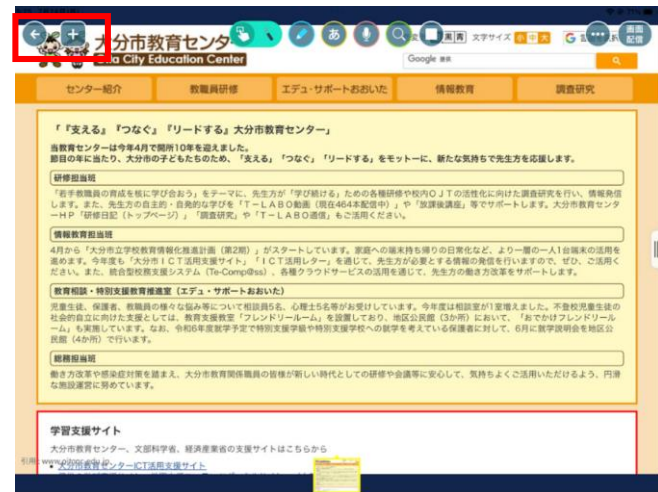 大分市教育センタ
Oita City Education Center
あ
黒 文字サイズ 小 中 大 G
画面
配信
Google 検索
センター紹介
教職員研修
エデュ・サポートおおいた
情報教育
調査研究
「『支える』『つなぐ』『リードする』大分市教育センター」
当教育センターは今年4月で開所10年を迎えました。
節目の年に当たり、大分市の子どもたちのため、「支える」「つなぐ」「リードする」をモットーに、新たな気持ちで先生方を応援します。
研修担当班
「若手教職員の育成を核に学び合おう」をテーマに、先生方が「学び続ける」ための各種研修や校内OJTの活性化に向けた調査研究を行い、情報発信
します。また、先生方の自主的・自発的な学びを「T－LABO動画（現在464本配信中）」や「放課後講座」等でサポートします。大分市教育センタ
ーHP「研修日記（トップページ）」「調査研究」や「T－LABO通信」もご活用ください。
情報教育担当班
4月から「大分市立学校教育情報化推進計画（第2期）」がスタートしています。家庭への端末持ち帰りの日常化など、より一層の一人1台端末の活用を
進めます。今年度も「大分市ICT活用支援サイト」「ICT活用レター」を通じて、先生方が必要とする情報の発信を行いますので、ぜひ、ご活用く
ださい。また、統合型校務支援システム（Te-Comp@ss）、各種クラウドサービスの活用を通じて、先生方の働き方改革をサポートします。
教育相談・特別支援教育推進室（エデュ・サポートおおいた）
児童生徒、保護者、教職員の様々な悩み等について相談員5名、心理士5名等がお受けしています。今年度は相談室が1室増えました。不登校児童生徒の
社会的自立に向けた支援としては、教育支援教室「フレンドリールーム」を設置しており、地区公民館（3か所）において、「おでかけフレンドリール
ーム」も実施しています。なお、令和6年度就学予定で特別支援学級や特別支援学校への就学を考えている保護者に対して、6月に就学説明会を地区公
民館（4か所）で行います。
総務担当班
働き方改革や感染症対策を踏まえ、大分市教育関係職員の皆様が新しい時代としての研修や会議等に安心して、気持ちよくご活用いただけるよう、円滑
な施設運営に努めています。
学習支援サイト
大分市教育センター、文部科学省、経済産業省の支援サイトはこちらから
大分市教育センターICT活用支援サイト